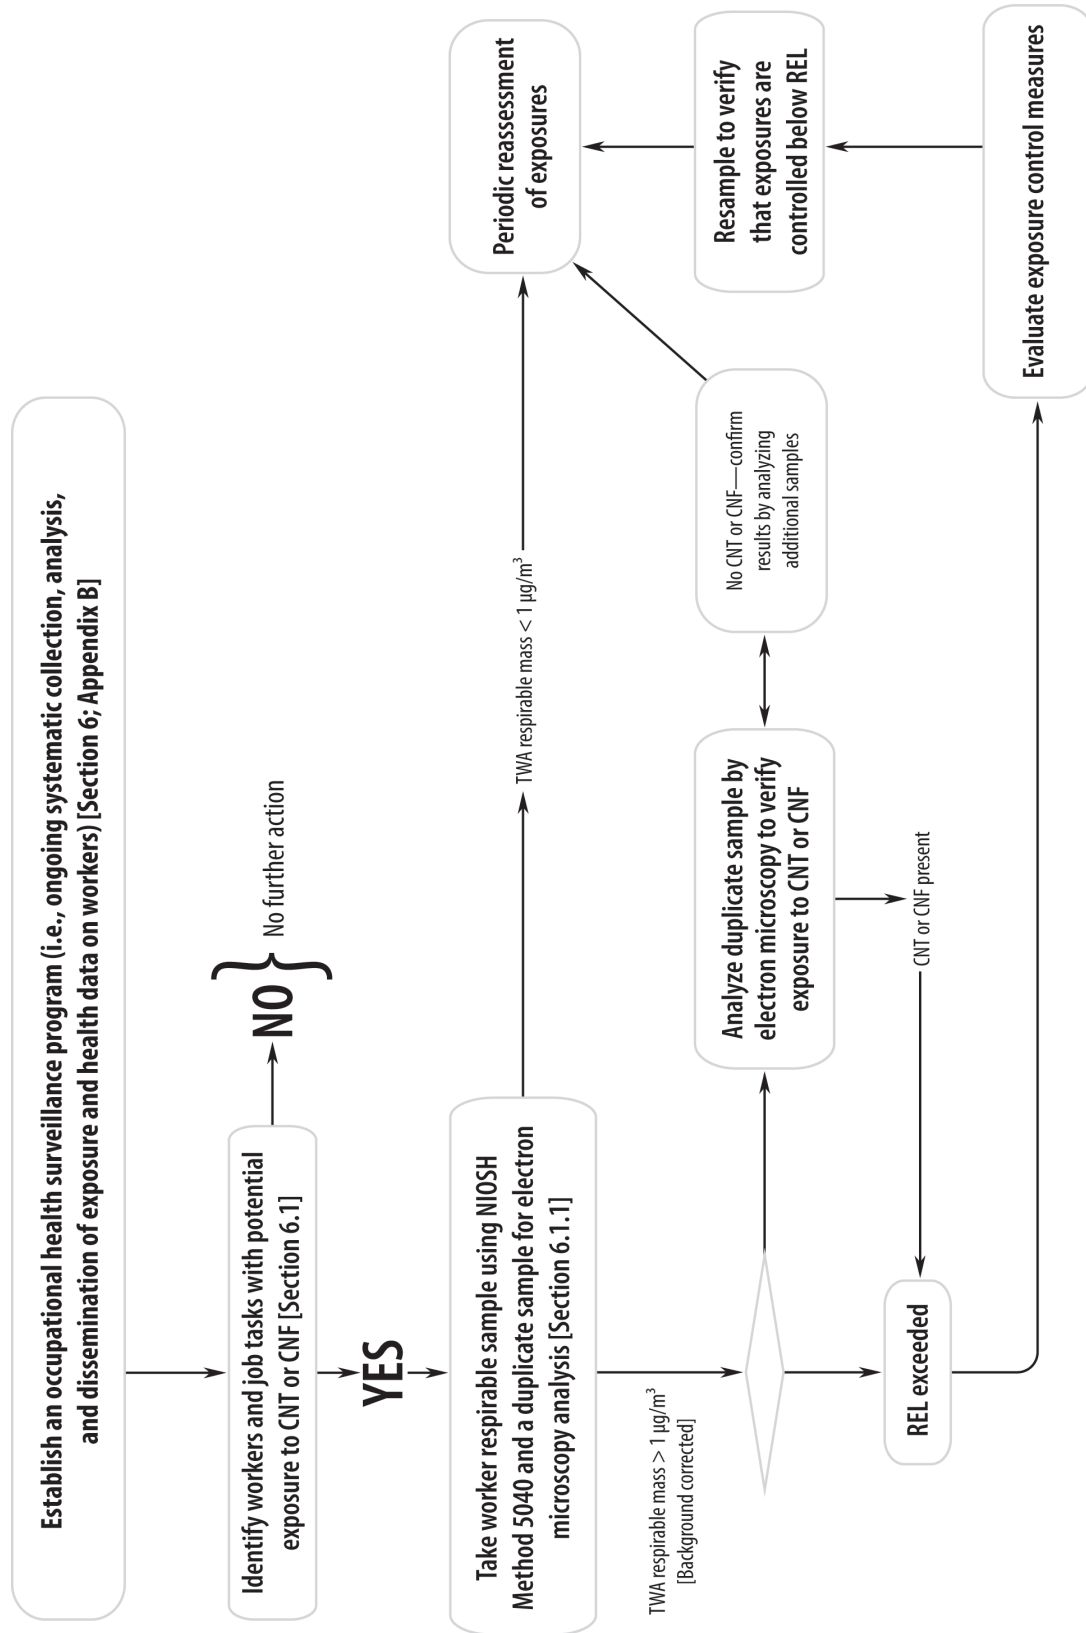 Establish an occupational health surveillance program (i.e., ongoing systematic collection, analysis,
and dissemination of exposure and health data on workers) [Section 6; Appendix B]
Identify workers and job tasks with potential
exposure to CNT or CNF [Section 6.1]
NO
}
No further action
YES
Take worker respirable sample using NIOSH
Method 5040 and a duplicate sample for electron
microscopy analysis [Section 6.1.1]
TWA respirable mass < 1 µg/m³
Periodic reassessment
of exposures
TWA respirable mass > 1 µg/m³
[Background corrected]
Analyze duplicate sample by
electron microscopy to verify
exposure to CNT or CNF
No CNT or CNF—confirm
results by analyzing
additional samples
Resample to verify
that exposures are
controlled below REL
CNT or CNF present
REL exceeded
Evaluate exposure control measures